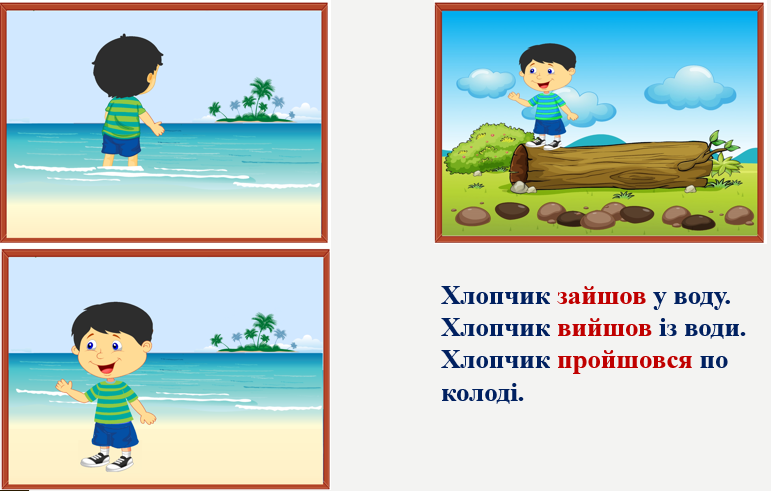 Хлопчик зайшов у воду.
Хлопчик вийшов із води.
Хлопчик пройшовся по
колоді.